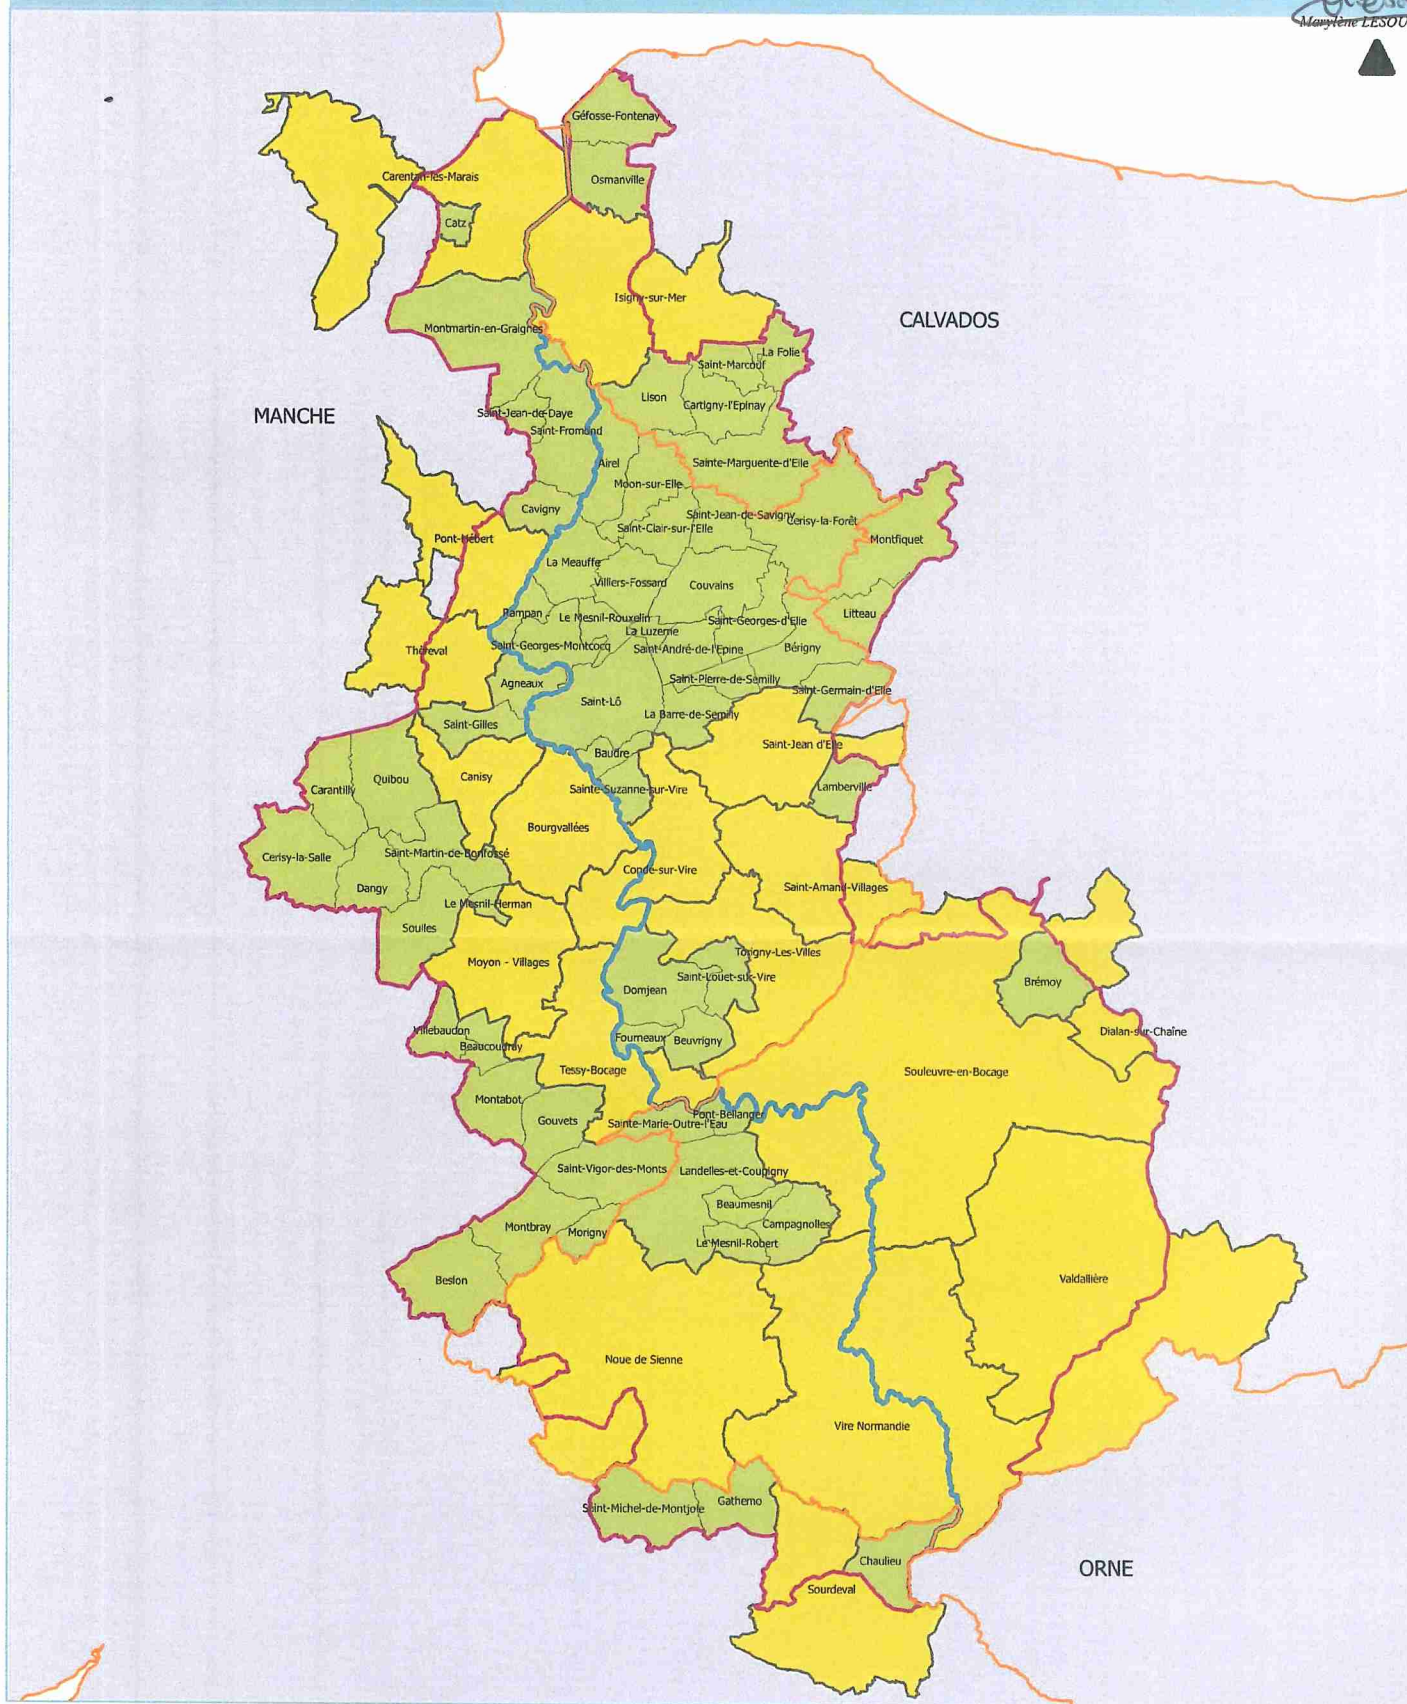 Marylène LESOU
Géfosse-Fontenay
Carentan-les-Marais
Osmanville
Catz
Isigny-sur-Mer
CALVADOS
Montmartin-en-Graignes
La Folie
Saint-Marcouf
Lison
Cartigny-l'Epinay
MANCHE
Saint-Jean-de-Daye
Saint-Fromond
Airel
Sainte-Marguerite-d'Elle
Moon-sur-Elle
Cavigny
Saint-Jean-de-Savigny
Cerisy-la-Forêt
Saint-Clair-sur-l'Elle
Pont-Hébert
Montfiquet
La Meauffe
Villiers-Fossard
Couvains
Rampan
Le Mesnil-Rouxelin
Saint-Georges-d'Elle
Litteau
La Luzerne
Saint-Georges-Montcocq
Saint-André-de-l'Epine
Bérigny
Théreval
Agneaux
Saint-Pierre-de-Semilly
Saint-Germain-d'Elle
Saint-Lô
La Barre-de-Semilly
Saint-Gilles
Saint-Jean d'Elle
Baudre
Quibou
Canisy
Carantilly
Sainte-Suzanne-sur-Vire
Lamberville
Bourgvallées
Cerisy-la-Salle
Saint-Martin-de-Bonfossé
Condé-sur-Vire
Dangy
Saint-Amand-Villages
Le Mesnil-Herman
Soulles
Torigny-Les-Villes
Moyon - Villages
Saint-Louet-sur-Vire
Brémoy
Domjean
Villebaudon
Dialan-sur-Chaîne
Beaucoudray
Fourneaux
Beuvrigny
Tessy-Bocage
Souleuvre-en-Bocage
Montabot
Gouvets
Pont-Bellanger
Sainte-Marie-Outre-l'Eau
Saint-Vigor-des-Monts
Landelles-et-Coupigny
Beaumesnil
Montbray
Morigny
Campagnolles
Le Mesnil-Robert
Beslon
Valdallière
Noue de Sienne
Vire Normandie
Saint-Michel-de-Montjoie
Gathemo
Chaulieu
ORNE
Sourdeval